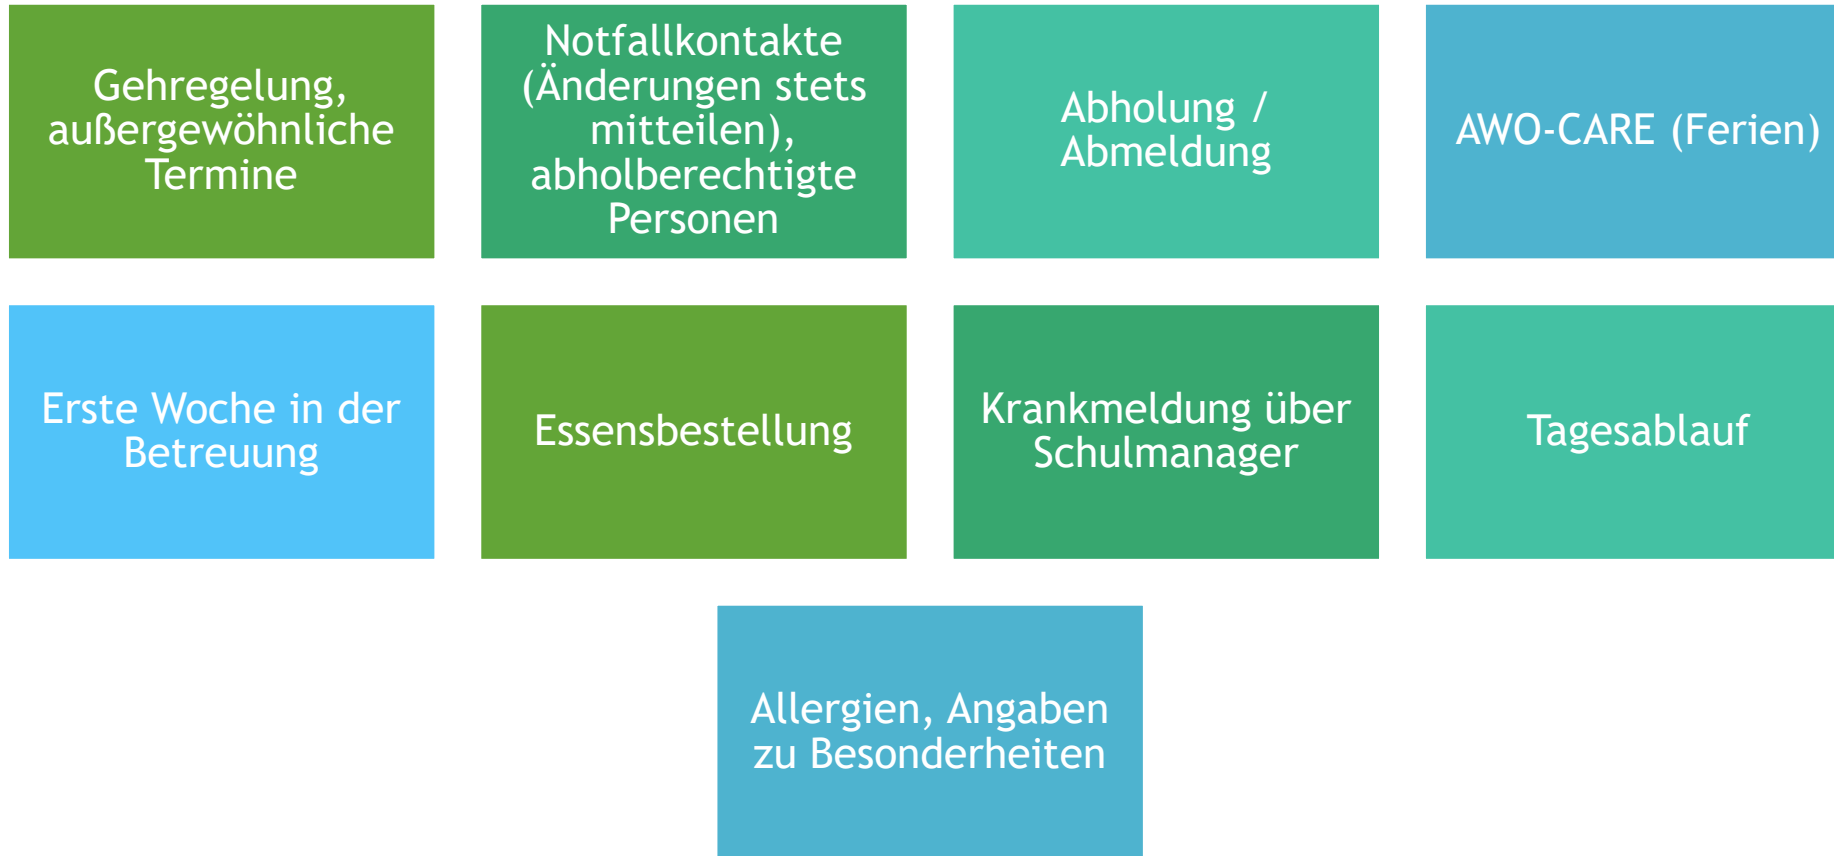 Gehregelung,
außergewöhnliche
Termine
Notfallkontakte
(Änderungen stets
mitteilen),
abholberechtigte
Personen
Abholung /
Abmeldung
AWO-CARE (Ferien)
Erste Woche in der
Betreuung
Essensbestellung
Krankmeldung über
Schulmanager
Tagesablauf
Allergien, Angaben
zu Besonderheiten